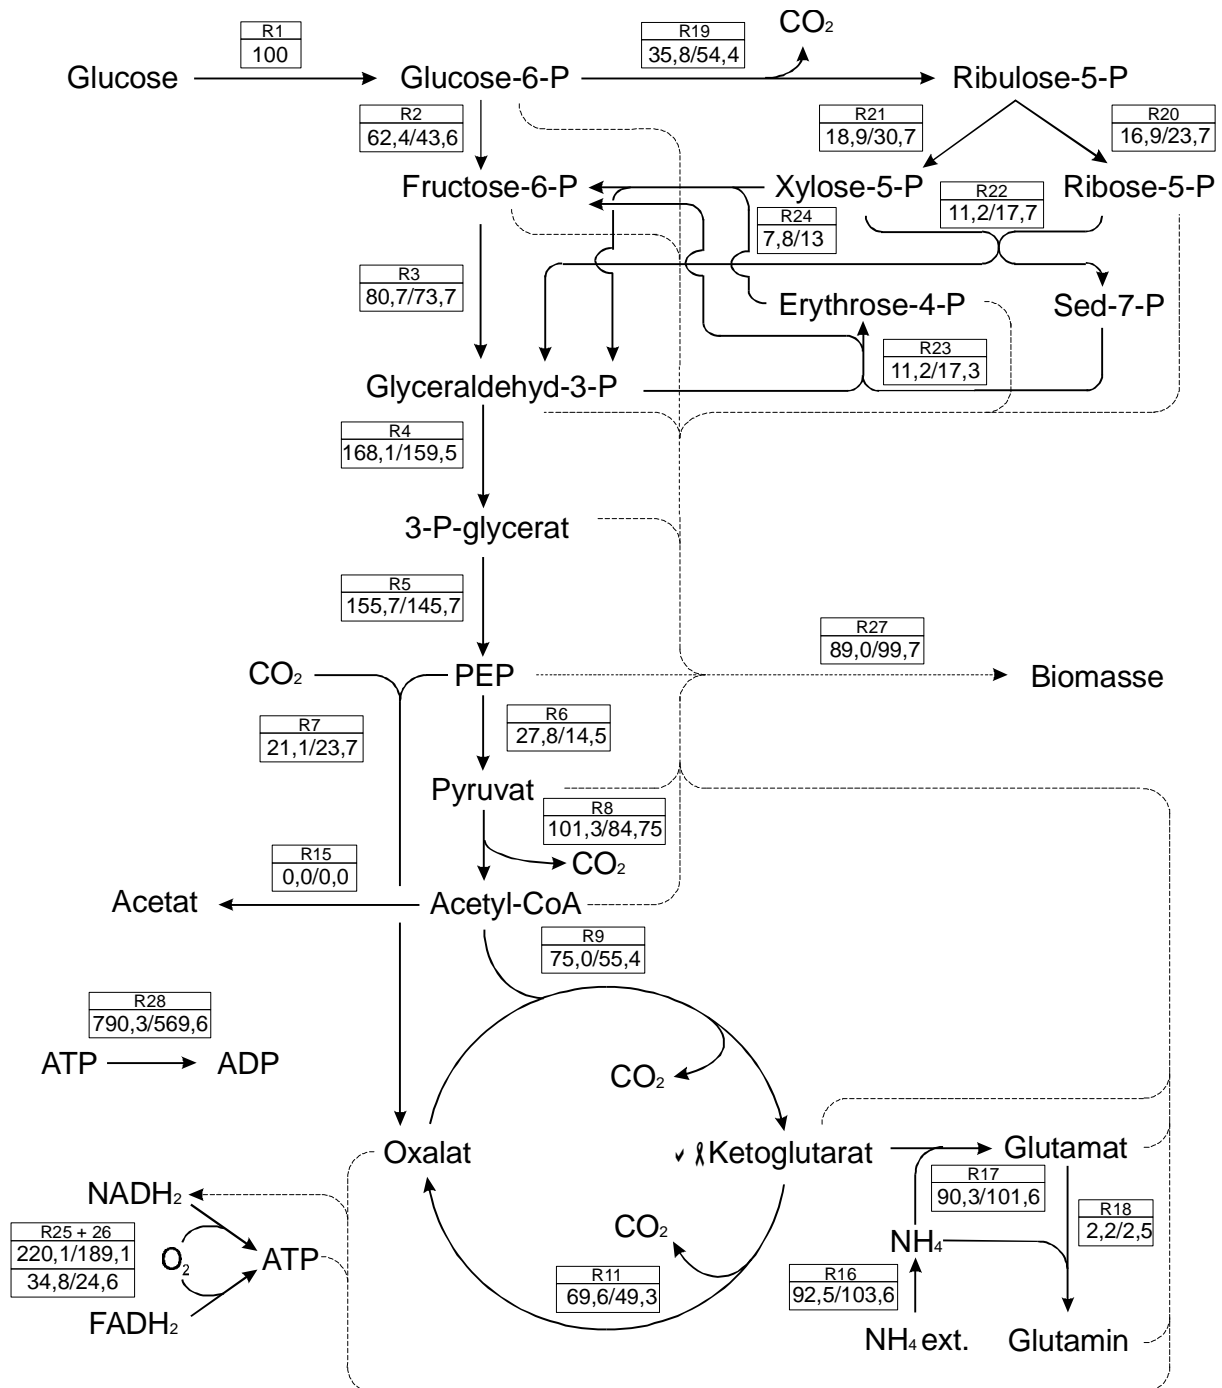 R1
100
R19
35,8/54,4
CO2
Glucose
Glucose-6-P
Ribulose-5-P
R2
62,4/43,6
R21
18,9/30,7
R20
16,9/23,7
Fructose-6-P
Xylose-5-P
Ribose-5-P
R22
11,2/17,7
R24
7,8/13
R3
80,7/73,7
Erythrose-4-P
Sed-7-P
R23
11,2/17,3
Glyceraldehyd-3-P
R4
168,1/159,5
3-P-glycerat
R5
155,7/145,7
R27
89,0/99,7
CO2
PEP
Biomasse
R7
21,1/23,7
R6
27,8/14,5
Pyruvat
R8
101,3/84,75
CO2
R15
0,0/0,0
Acetat
Acetyl-CoA
R9
75,0/55,4
R28
790,3/569,6
ATP
ADP
CO2
Oxalat
Ketoglutarat
Glutamat
R17
90,3/101,6
NADH2
R18
2,2/2,5
R25 + 26
220,1/189,1
34,8/24,6
O2
ATP
CO2
NH4
R11
69,6/49,3
R16
92,5/103,6
FADH2
NH4 ext.
Glutamin